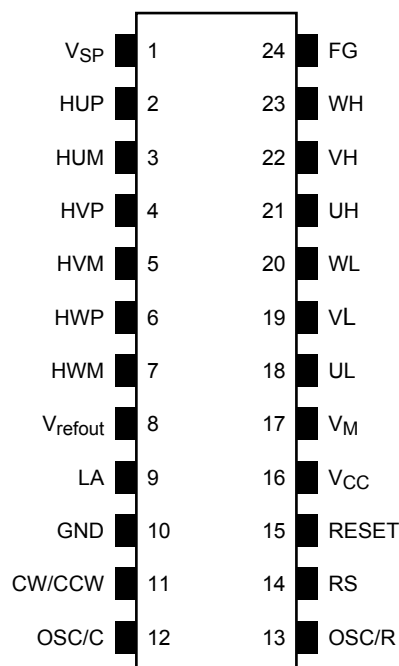 VSP 1 24 FG
HUP 2 23 WH
HUM 3 22 VH
HVP 4 21 UH
HVM 5 20 WL
HWP 6 19 VL
HWM 7 18 UL
Vrefout 8 17 VM
LA 9 16 VCC
GND 10 15 RESET
CW/CCW 11 14 RS
OSC/C 12 13 OSC/R